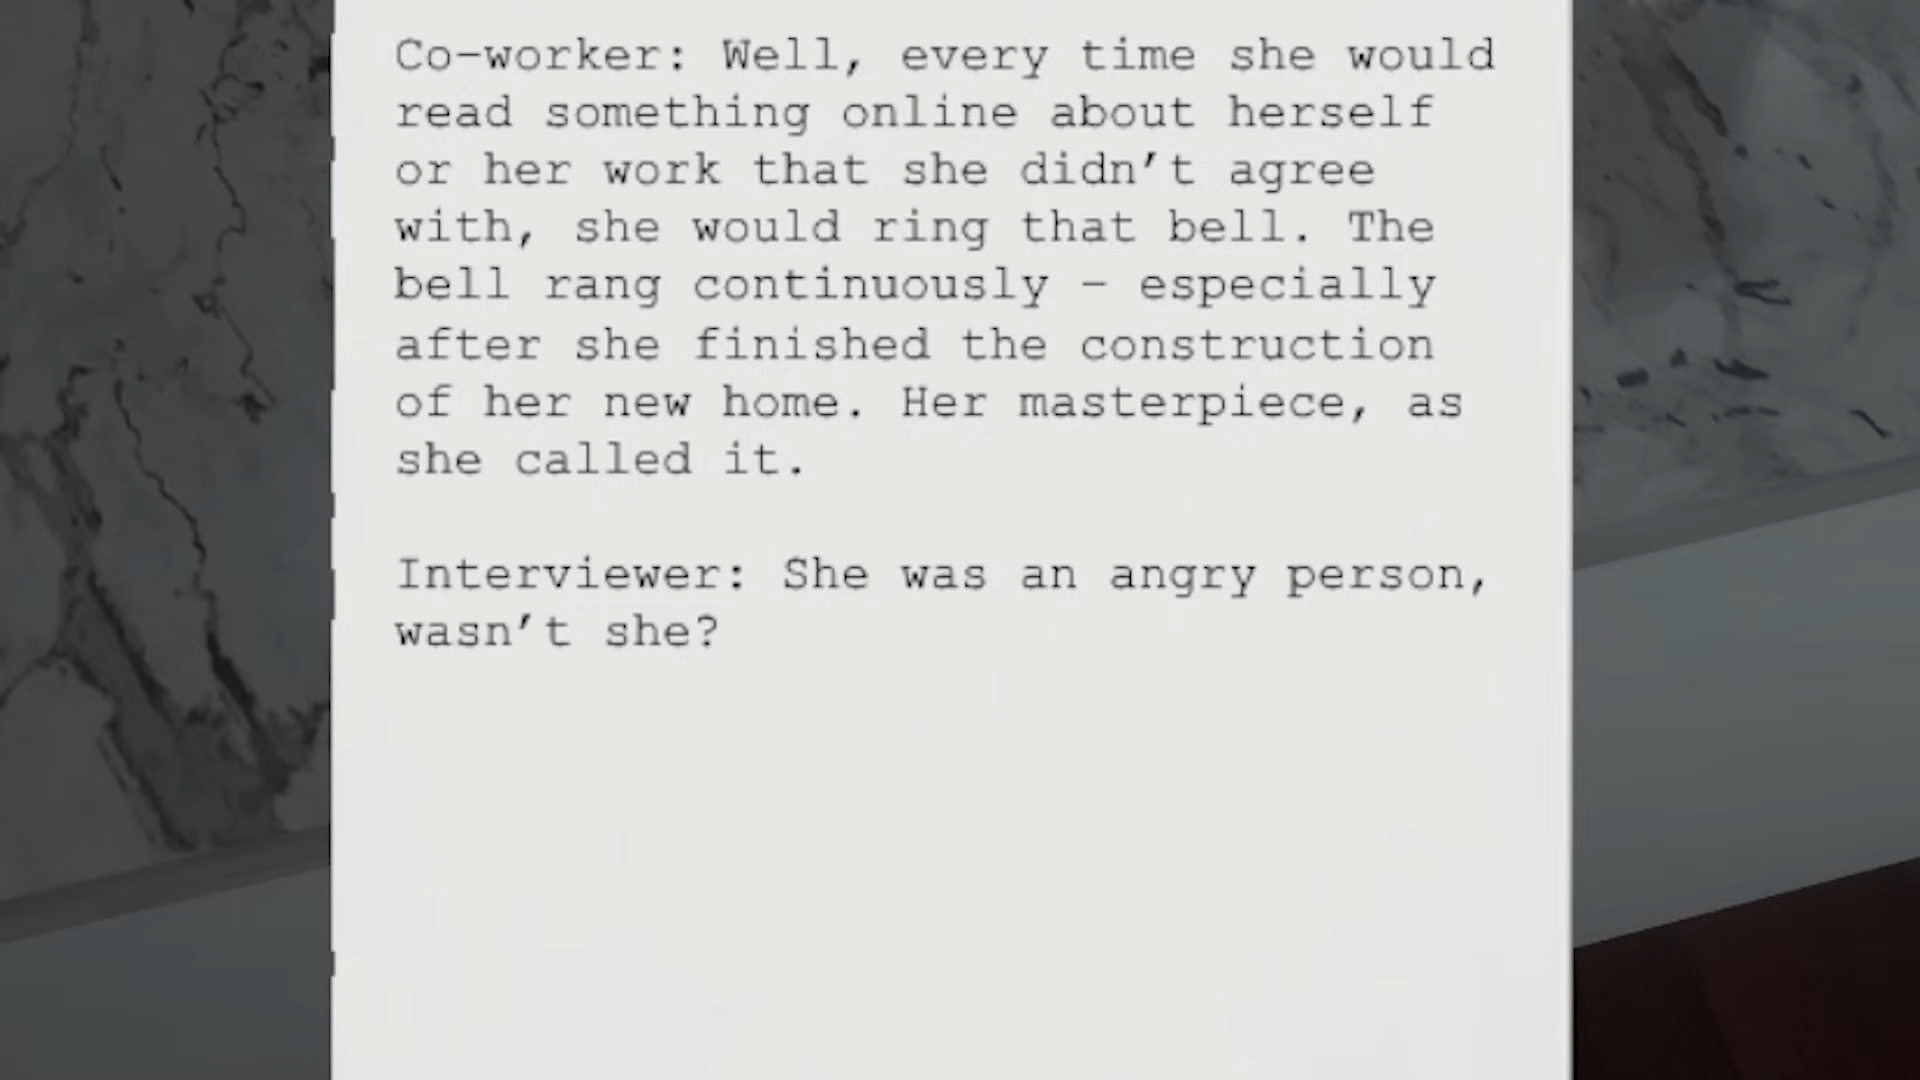 Co-worker: Well, every time she would
read something online about herself
or her work that she didn't agree
with, she would ring that bell. The
bell rang continuously - especially
after she finished the construction
of her new home. Her masterpiece, as
she called it.
Interviewer: She was an angry person,
wasn't she?